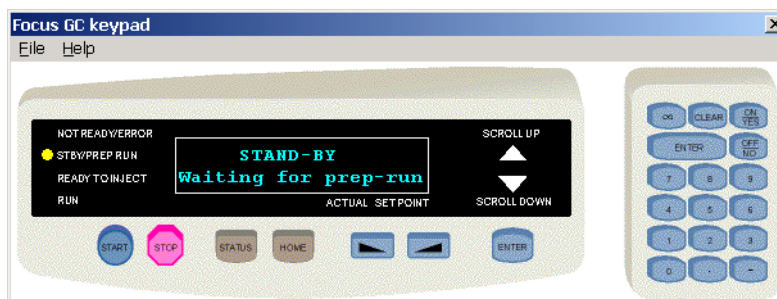 Focus GC keypad
File Help
NOT READY/ERROR
STBY/PREP RUN
READY TO INJECT
RUN
STAND-BY
Waiting for prep-run
ACTUAL SETPOINT
SCROLL UP
SCROLL DOWN
START STOP STATUS HOME ENTER
CLEAR ON/YES
ENTER OFF/NO
7 8 9
4 5 6
1 2 3
0 . -